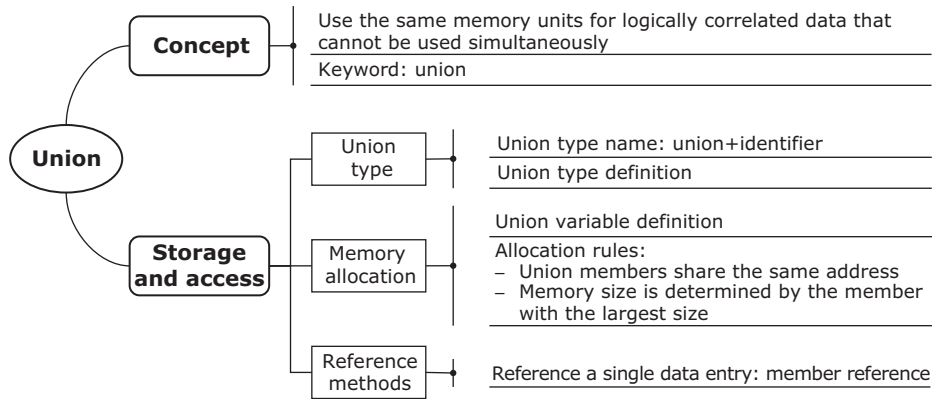 Concept
Use the same memory units for logically correlated data that
cannot be used simultaneously
Keyword: union
Union
Union
type
Union type name: union+identifier
Union type definition
Storage
and access
Memory
allocation
Union variable definition
Allocation rules:
– Union members share the same address
– Memory size is determined by the member
with the largest size
Reference
methods
Reference a single data entry: member reference